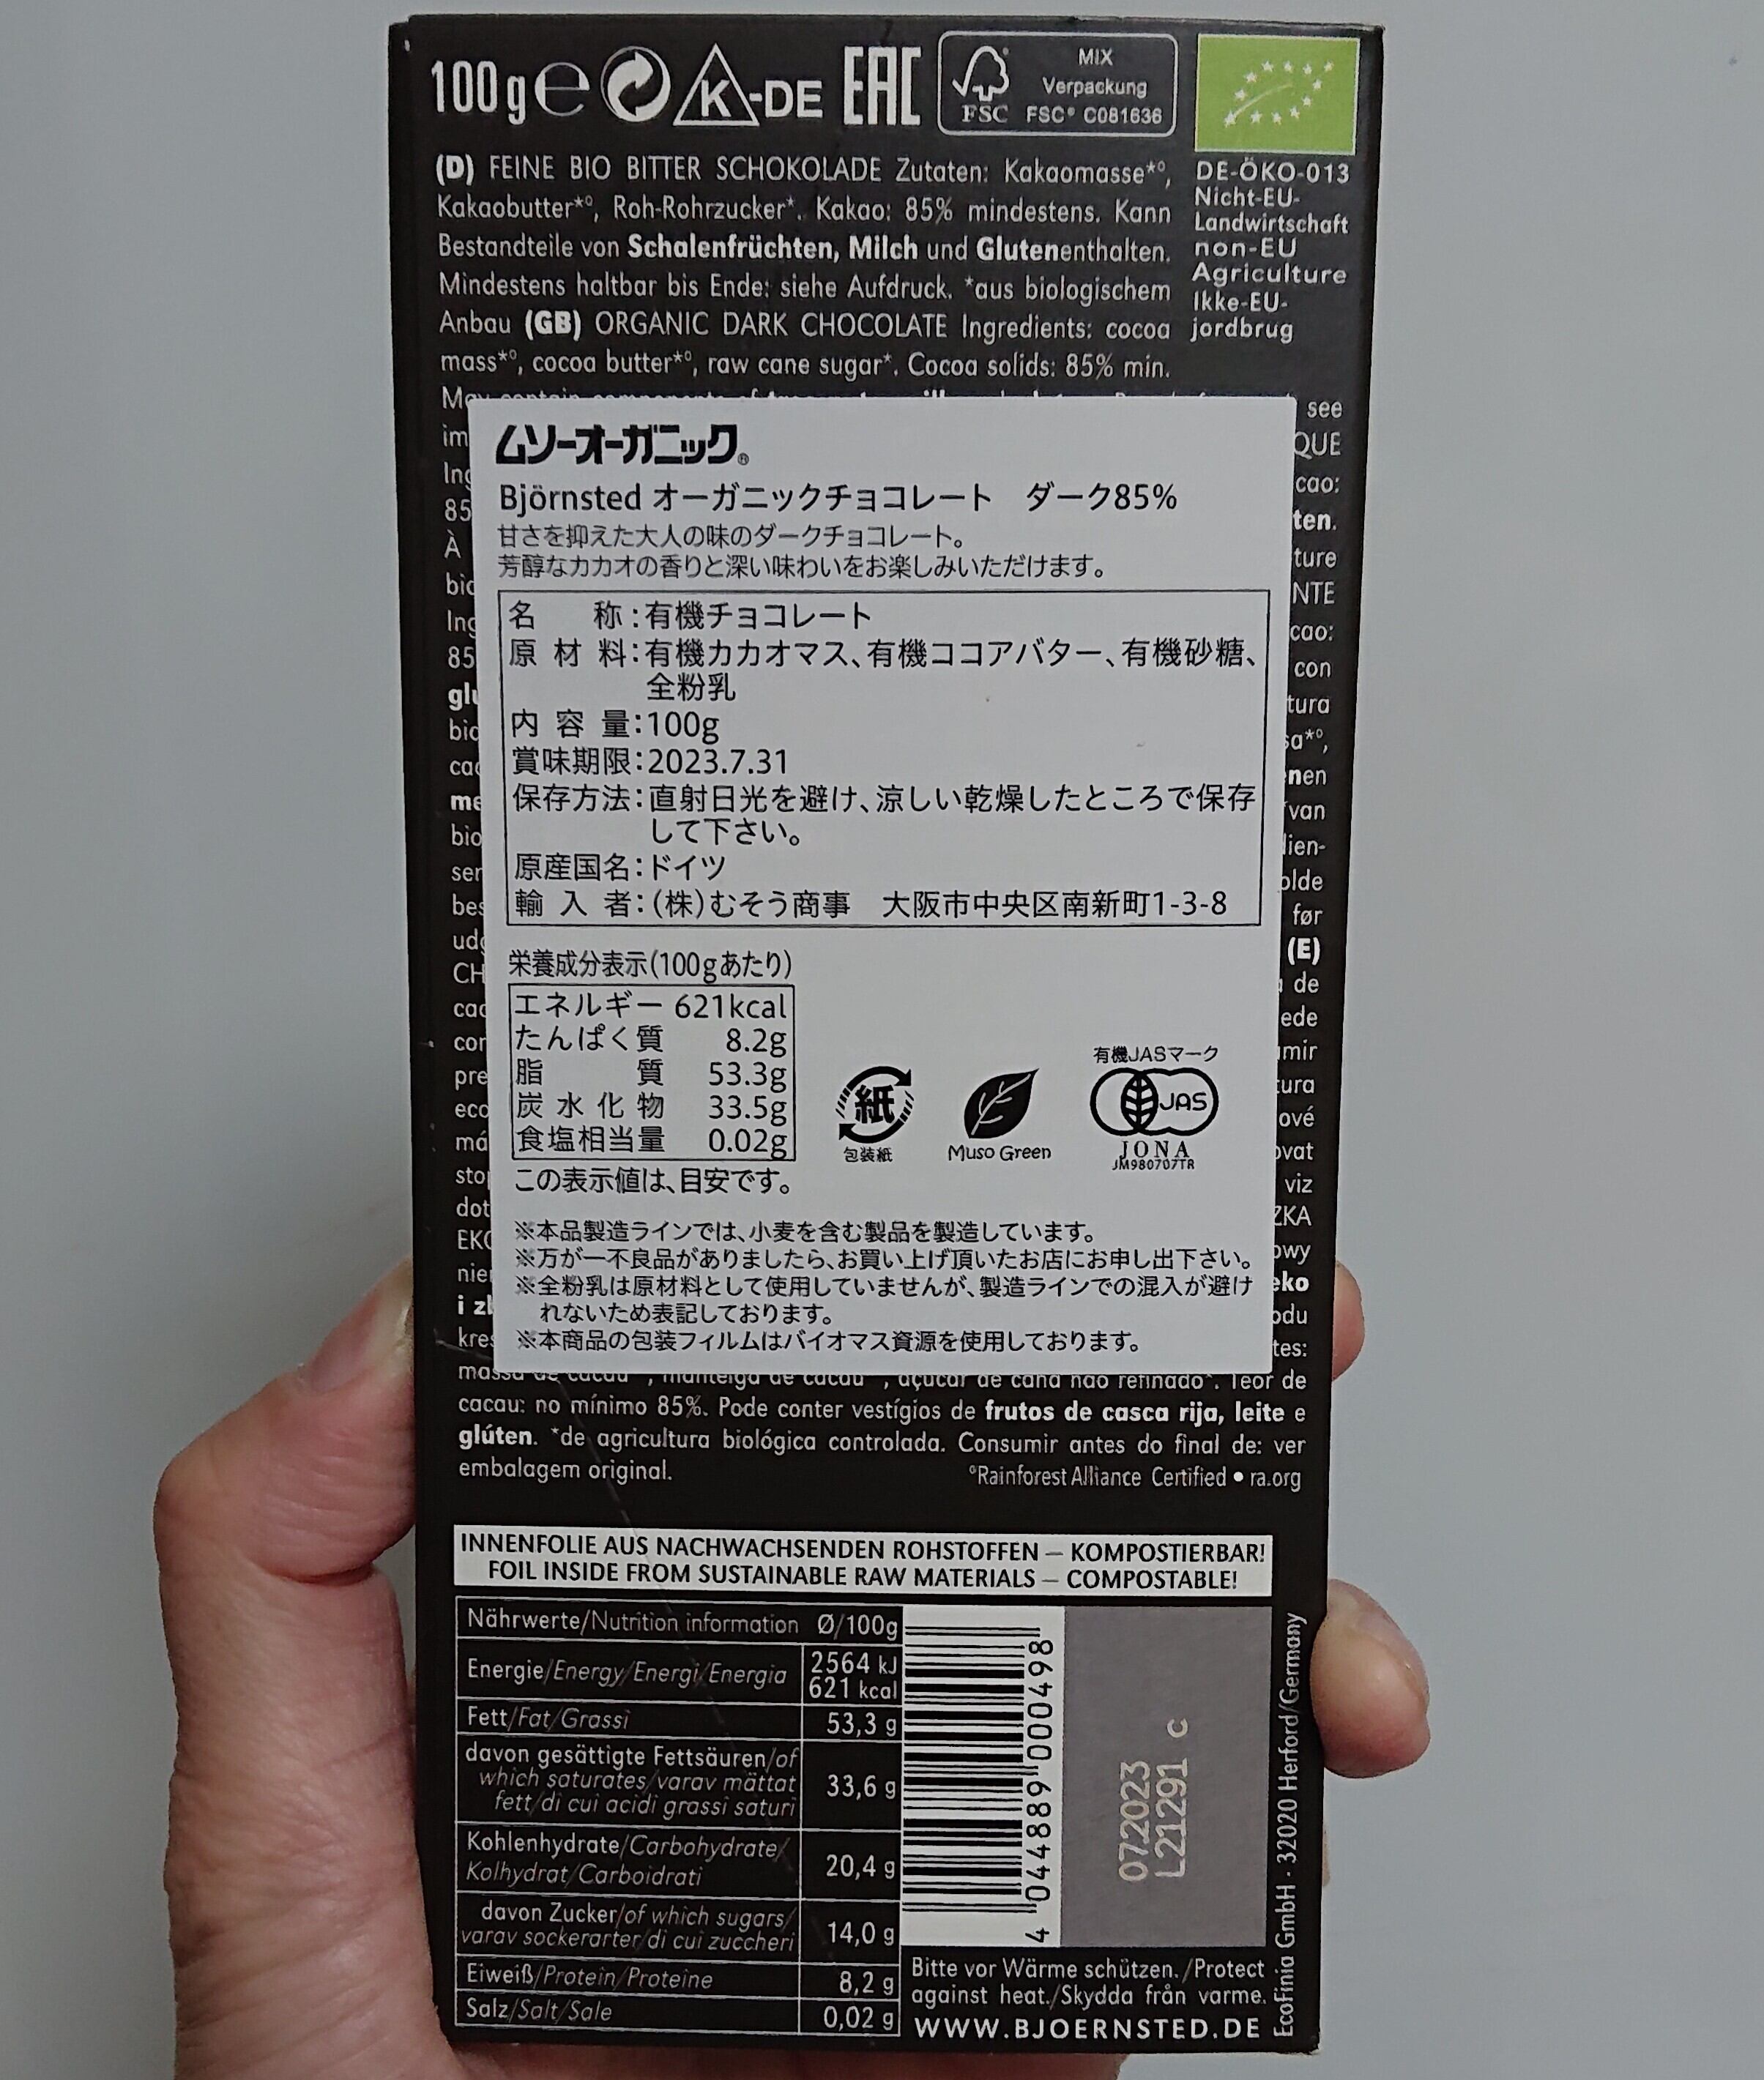 100 g e K-DE EAC FSC MIX
Verpackung
FSC® C081636
(D) FEINE BIO BITTER SCHOKOLADE Zutaten: Kakaomasse*°,
Kakaobutter*°, Roh-Rohrzucker*. Kakao: 85% mindestens. Kann
Bestandteile von Schalenfrüchten, Milch und Glutenenthalten.
Mindestens haltbar bis Ende: siehe Aufdruck. *aus biologischem
Anbau (GB) ORGANIC DARK CHOCOLATE Ingredients: cocoa
mass*°, cocoa butter*°, raw cane sugar*. Cocoa solids: 85% min.
DE-ÖKO-013
Nicht-EU-
Landwirtschaft
non-EU
Agriculture
Ikke-EU-
jordbrug
see
ムソーオーガニック®
Björnsted オーガニックチョコレート ダーク85%
甘さを抑えた大人の味のダークチョコレート。
芳醇なカカオの香りと深い味わいをお楽しみいただけます。
名 称:有機チョコレート
原材料:有機カカオマス、有機ココアバター、有機砂糖、
全粉乳
内容量:100g
賞味期限:2023.7.31
保存方法:直射日光を避け、涼しい乾燥したところで保存
して下さい。
原産国名:ドイツ
輸入者:(株)むそう商事 大阪市中央区南新町1-3-8
栄養成分表示(100gあたり)
エネルギー 621kcal
たんぱく質 8.2g
脂質 53.3g
炭水化物 33.5g
食塩相当量 0.02g
この表示値は、目安です。
紙
包装紙
Muso Green
有機JASマーク
JAS
JONA
JM980707TR
※本品製造ラインでは、小麦を含む製品を製造しています。
※万が一不良品がありましたら、お買い上げ頂いたお店にお申し出下さい。
※全粉乳は原材料として使用していませんが、製造ラインでの混入が避け
れないため表記しております。
※本商品の包装フィルムはバイオマス資源を使用しております。
massa de cacau*°, manteiga de cacau*°, açúcar de cana não refinado*. Teor de
cacau: no mínimo 85%. Pode conter vestígios de frutos de casca rija, leite e
glúten. *de agricultura biológica controlada. Consumir antes do final de: ver
embalagem original.
°Rainforest Alliance Certified • ra.org
INNENFOLIE AUS NACHWACHSENDEN ROHSTOFFEN – KOMPOSTIERBAR!
FOIL INSIDE FROM SUSTAINABLE RAW MATERIALS – COMPOSTABLE!
Nährwerte/Nutrition information Ø/100g
Energie/Energy/Energi/Energia 2564 kJ
621 kcal
Fett/Fat/Grassi 53,3 g
davon gesättigte Fettsäuren/of
which saturates/varav mättat
fett/di cui acidi grassi saturi 33,6 g
Kohlenhydrate/Carbohydrate/
Kolhydrat/Carboidrati 20,4 g
davon Zucker/of which sugars/
varav sockerarter/di cui zuccheri 14,0 g
Eiweiß/Protein/Proteine 8,2 g
Salz/Salt/Sale 0,02 g
4 044889 000498
072023
L21291 c
Bitte vor Wärme schützen./Protect
against heat./Skydda från varme.
WWW.BJOERNSTED.DE
EcoFinia GmbH - 32020 Herford/Germany